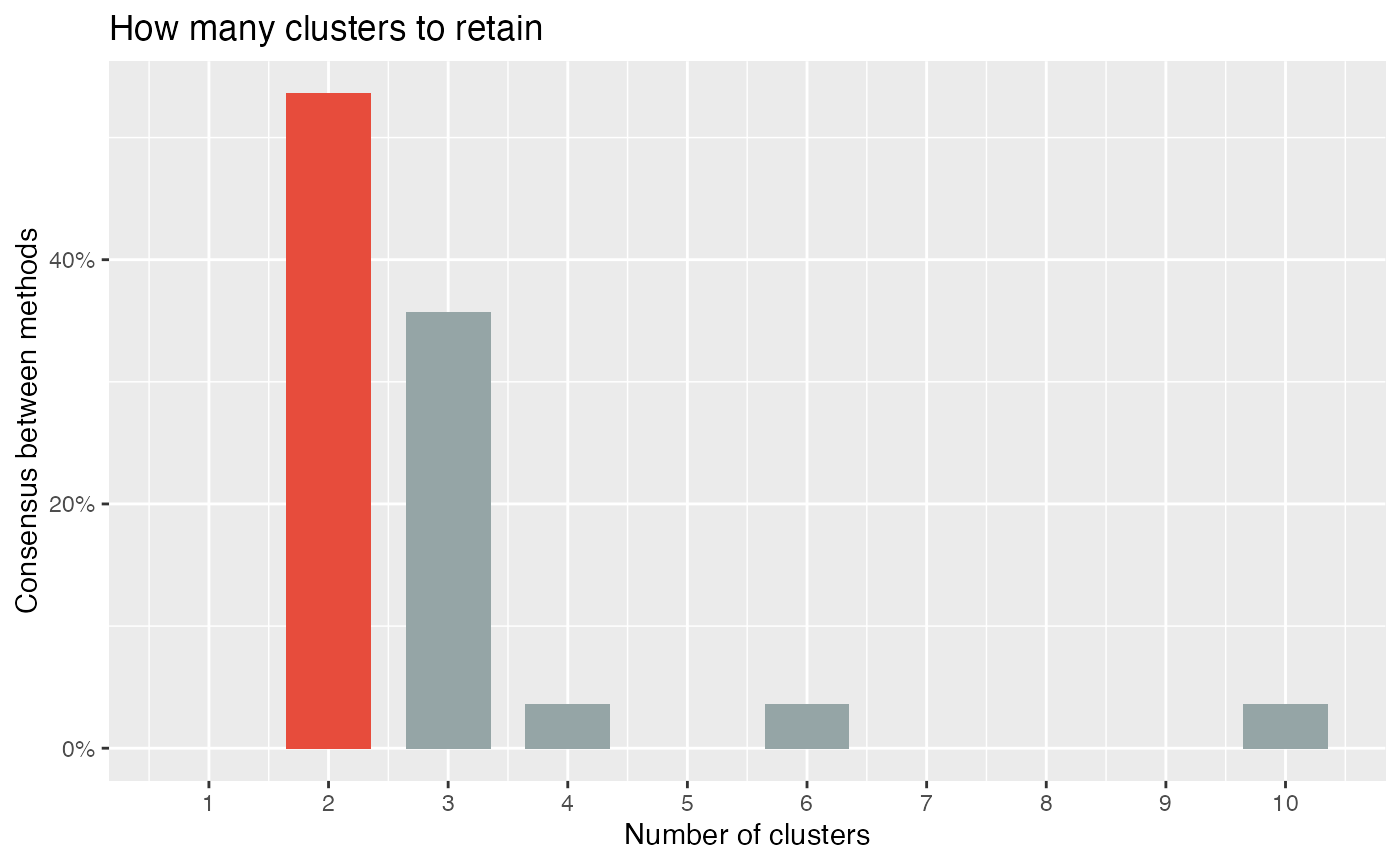 How many clusters to retain
Consensus between methods
40%
20%
0%
1 2 3 4 5 6 7 8 9 10
Number of clusters